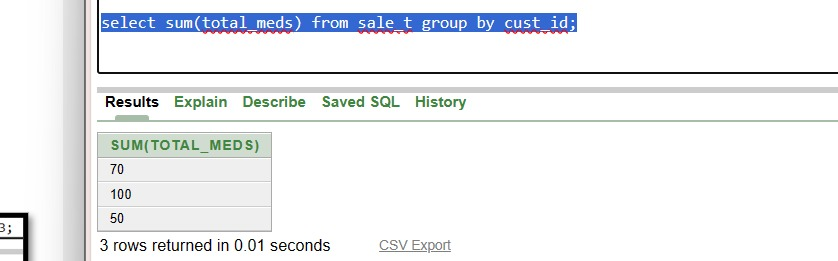 select sum(total_meds) from sale_t group by cust_id;
Results Explain Describe Saved SQL History
SUM(TOTAL_MEDS)
70
100
50
3;
3 rows returned in 0.01 seconds CSV Export